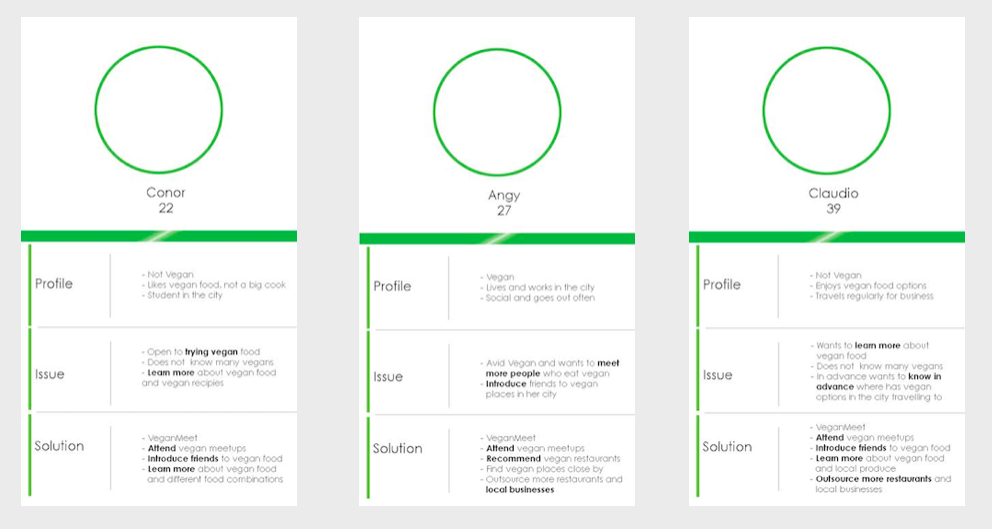 Conor
22
Profile
- Not Vegan
- Likes vegan food, not a big cook
- Student in the city
Issue
- Open to trying vegan food
- Does not know many vegans
- Learn more about vegan food
and vegan recipies
Solution
- VeganMeet
- Attend vegan meetups
- Introduce friends to vegan food
- Learn more about vegan food
and different food combinations
Angy
27
Profile
- Vegan
- Lives and works in the city
- Social and goes out often
Issue
- Avid Vegan and wants to meet
more people who eat vegan
- Introduce friends to vegan
places in her city
Solution
- VeganMeet
- Attend vegan meetups
- Recommend vegan restaurants
- Find vegan places close by
- Outsource more restaurants and
local businesses
Claudio
39
Profile
- Not Vegan
- Enjoys vegan food options
- Travels regularly for business
Issue
- Wants to learn more about
vegan food
- Does not know many vegans
- In advance wants to know in
advance where has vegan
options in the city travelling to
Solution
- VeganMeet
- Attend vegan meetups
- Introduce friends to vegan food
- Learn more about vegan food
and local produce
- Outsource more restaurants and
local businesses